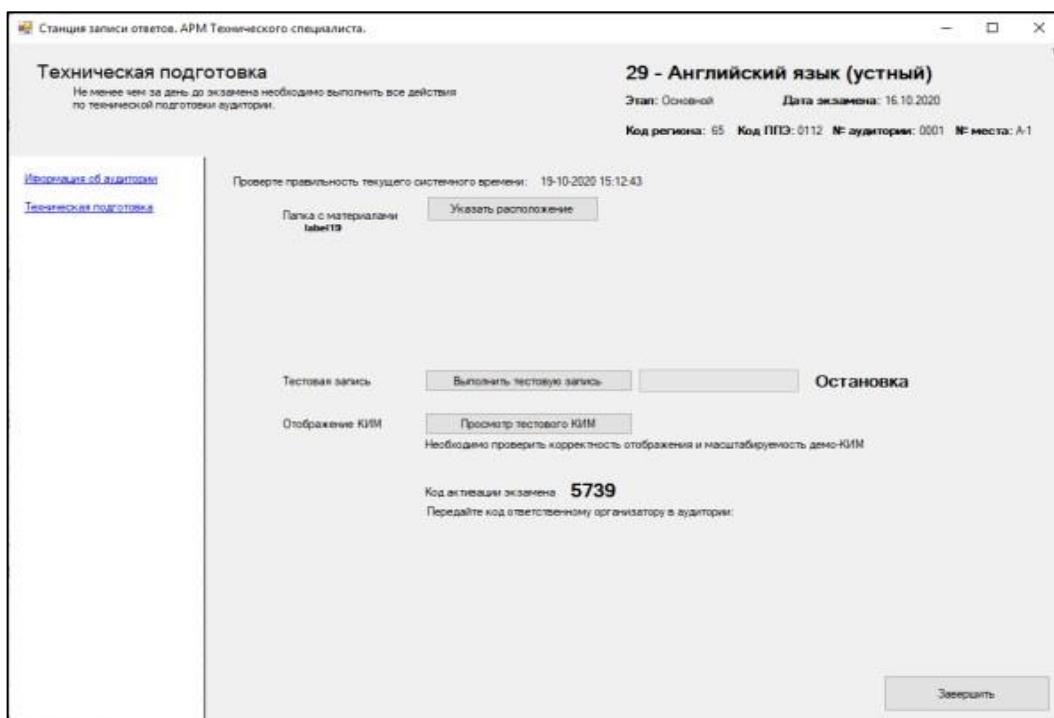 Станция записи ответов. АРМ Технического специалиста.
Техническая подготовка
Не менее чем за день до экзамена необходимо выполнить все действия
по технической подготовки аудитории.
29 - Английский язык (устный)
Этап: Основной Дата экзамена: 16.10.2020
Код региона: 65 Код ППЭ: 0112 № аудитории: 0001 № места: А-1
Информация об аудитории
Техническая подготовка
Проверте правильность текущего системного времени: 19-10-2020 15:12:43
Папка с материалами Указать расположение
label19
Тестовая запись Выполнить тестовую запись Остановка
Отображение КИМ Просмотр тестового КИМ
Необходимо проверить корректность отображения и масштабируемость демо-КИМ
Код активации экзамена 5739
Передайте код ответственному организатору в аудитории:
Завершить